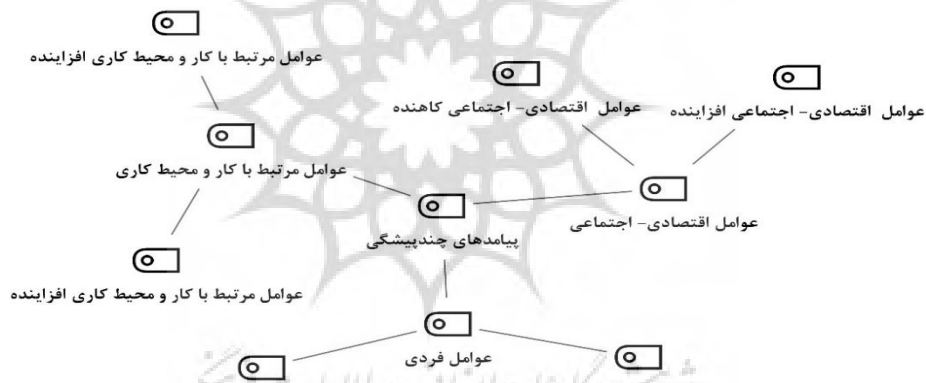 عوامل مرتبط با کار و محیط کاری افزاینده
عوامل اقتصادی- اجتماعی افزاینده
عوامل اقتصادی- اجتماعی کاهنده
عوامل مرتبط با کار و محیط کاری
عوامل اقتصادی- اجتماعی
پیامدهای چندپیشگی
عوامل مرتبط با کار و محیط کاری افزاینده
عوامل فردی